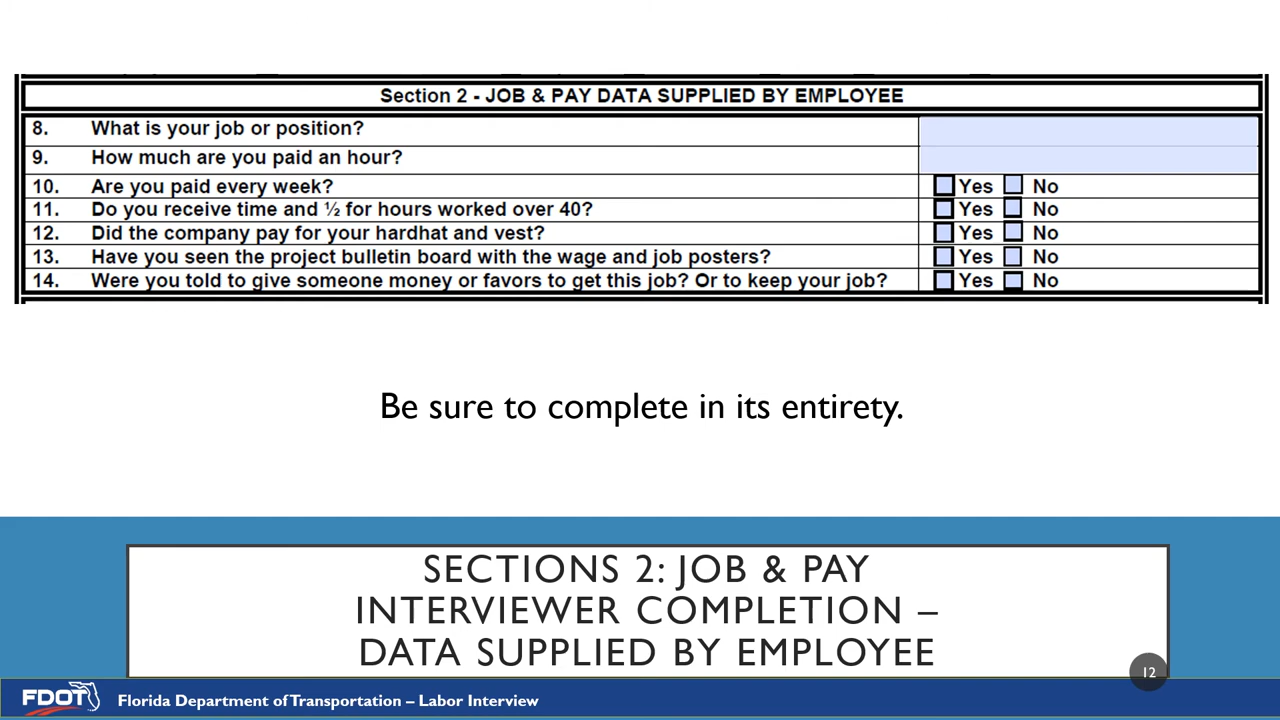 Section 2 - JOB & PAY DATA SUPPLIED BY EMPLOYEE
8. What is your job or position?
9. How much are you paid an hour?
10. Are you paid every week? Yes No
11. Do you receive time and ½ for hours worked over 40? Yes No
12. Did the company pay for your hardhat and vest? Yes No
13. Have you seen the project bulletin board with the wage and job posters? Yes No
14. Were you told to give someone money or favors to get this job? Or to keep your job? Yes No
Be sure to complete in its entirety.
SECTIONS 2: JOB & PAY
INTERVIEWER COMPLETION –
DATA SUPPLIED BY EMPLOYEE
12
FDOT Florida Department of Transportation – Labor Interview